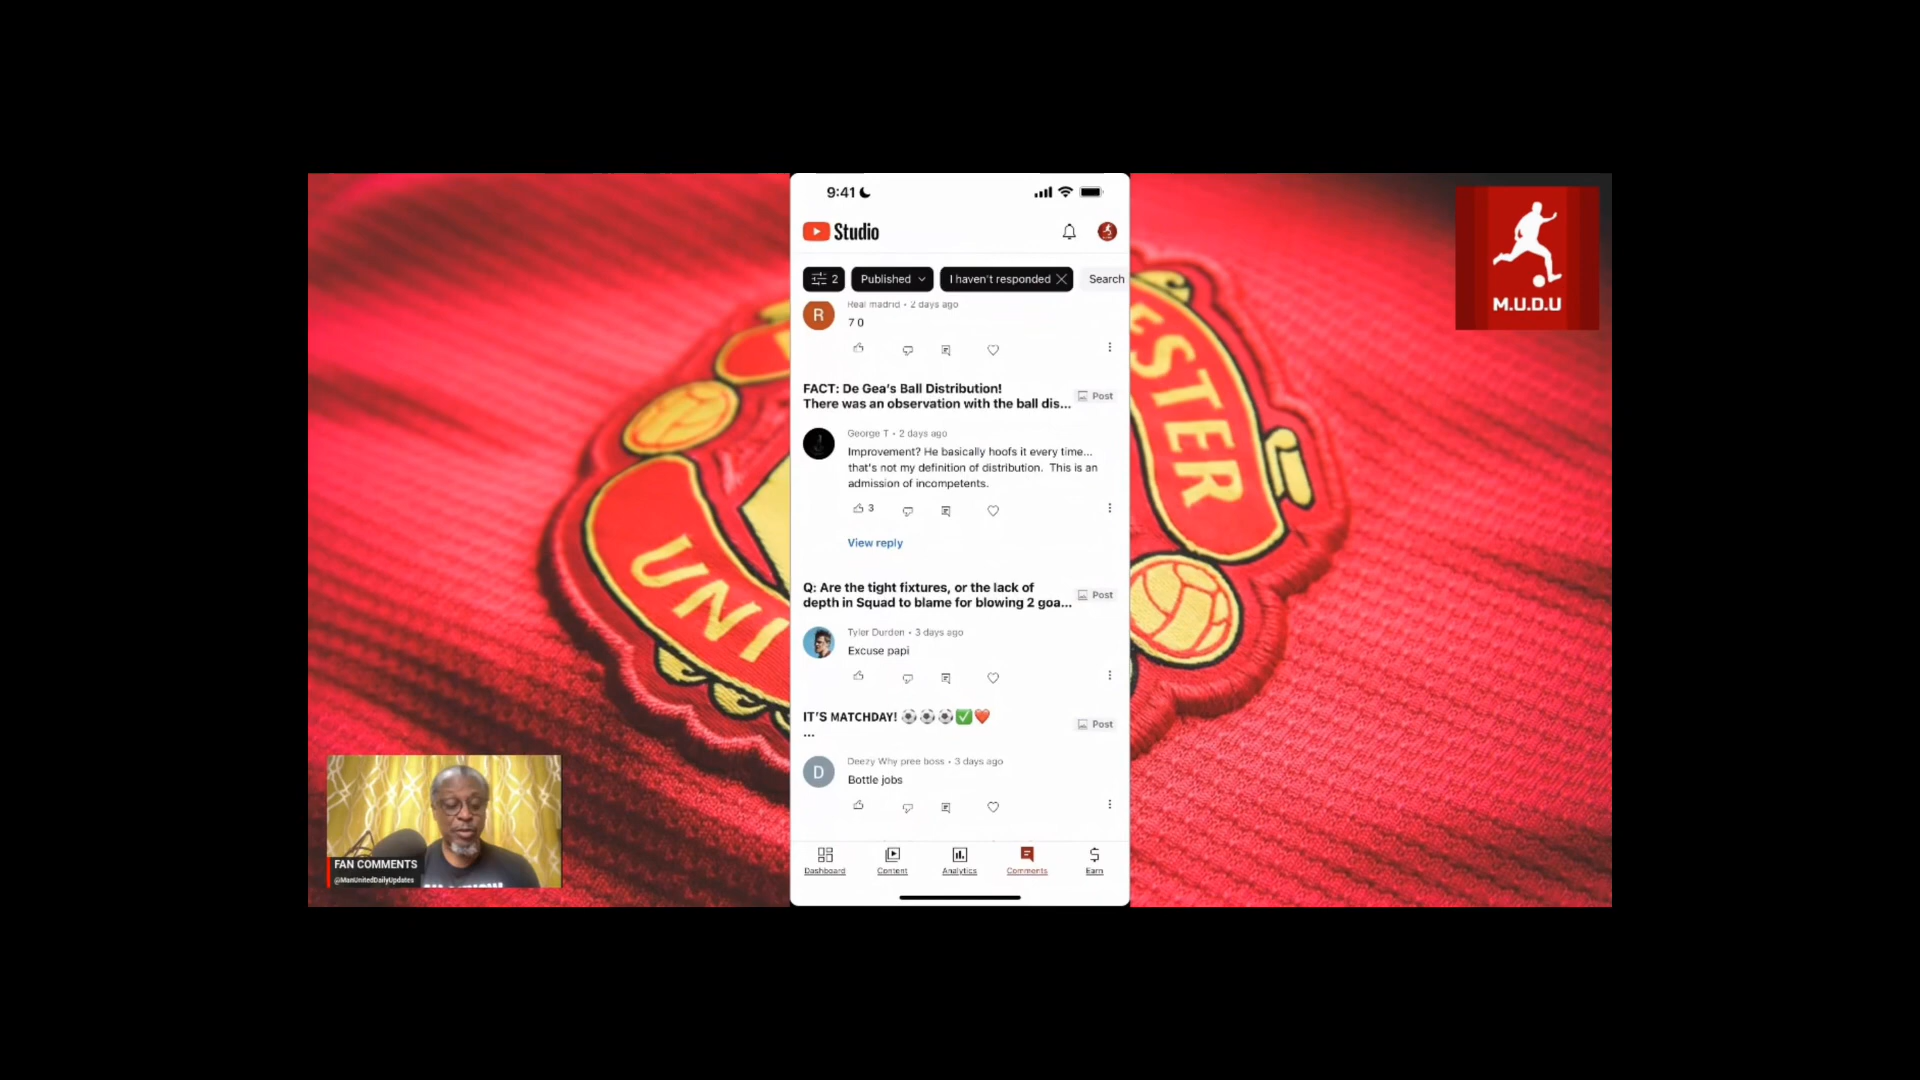 9:41
Studio
2
Published
I haven't responded
Search
Real madrid • 2 days ago
R
7 0
FACT: De Gea's Ball Distribution!
There was an observation with the ball dis...
Post
George T • 2 days ago
Improvement? He basically hoofs it every time...
that's not my definition of distribution. This is an
admission of incompetents.
3
View reply
Q: Are the tight fixtures, or the lack of
depth in Squad to blame for blowing 2 goa...
Post
Tyler Durden • 3 days ago
Excuse papi
IT'S MATCHDAY! ⚽⚽⚽✅❤️
...
Post
Deezy Why pree boss • 3 days ago
D
Bottle jobs
Dashboard
Content
Analytics
Comments
Earn
M.U.D.U
ESTER
UNI
FAN COMMENTS
@ManUnitedDailyUpdates